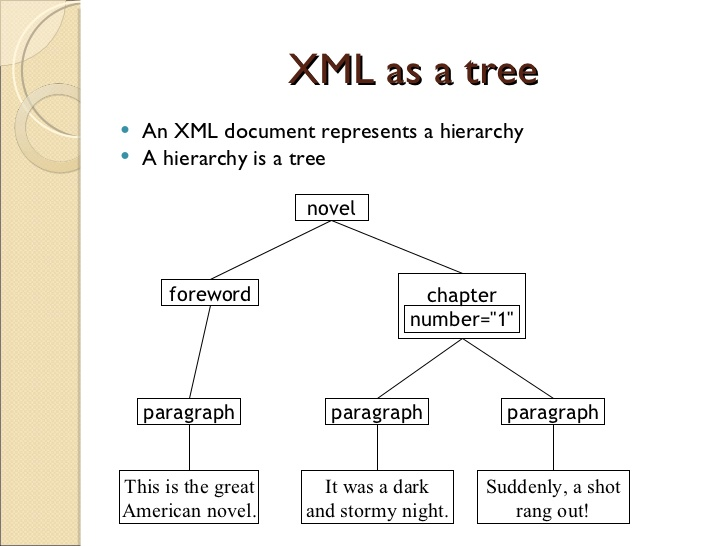 XML as a tree
An XML document represents a hierarchy
A hierarchy is a tree
novel
foreword
chapter
number="1"
paragraph
paragraph
paragraph
This is the great
American novel.
It was a dark
and stormy night.
Suddenly, a shot
rang out!